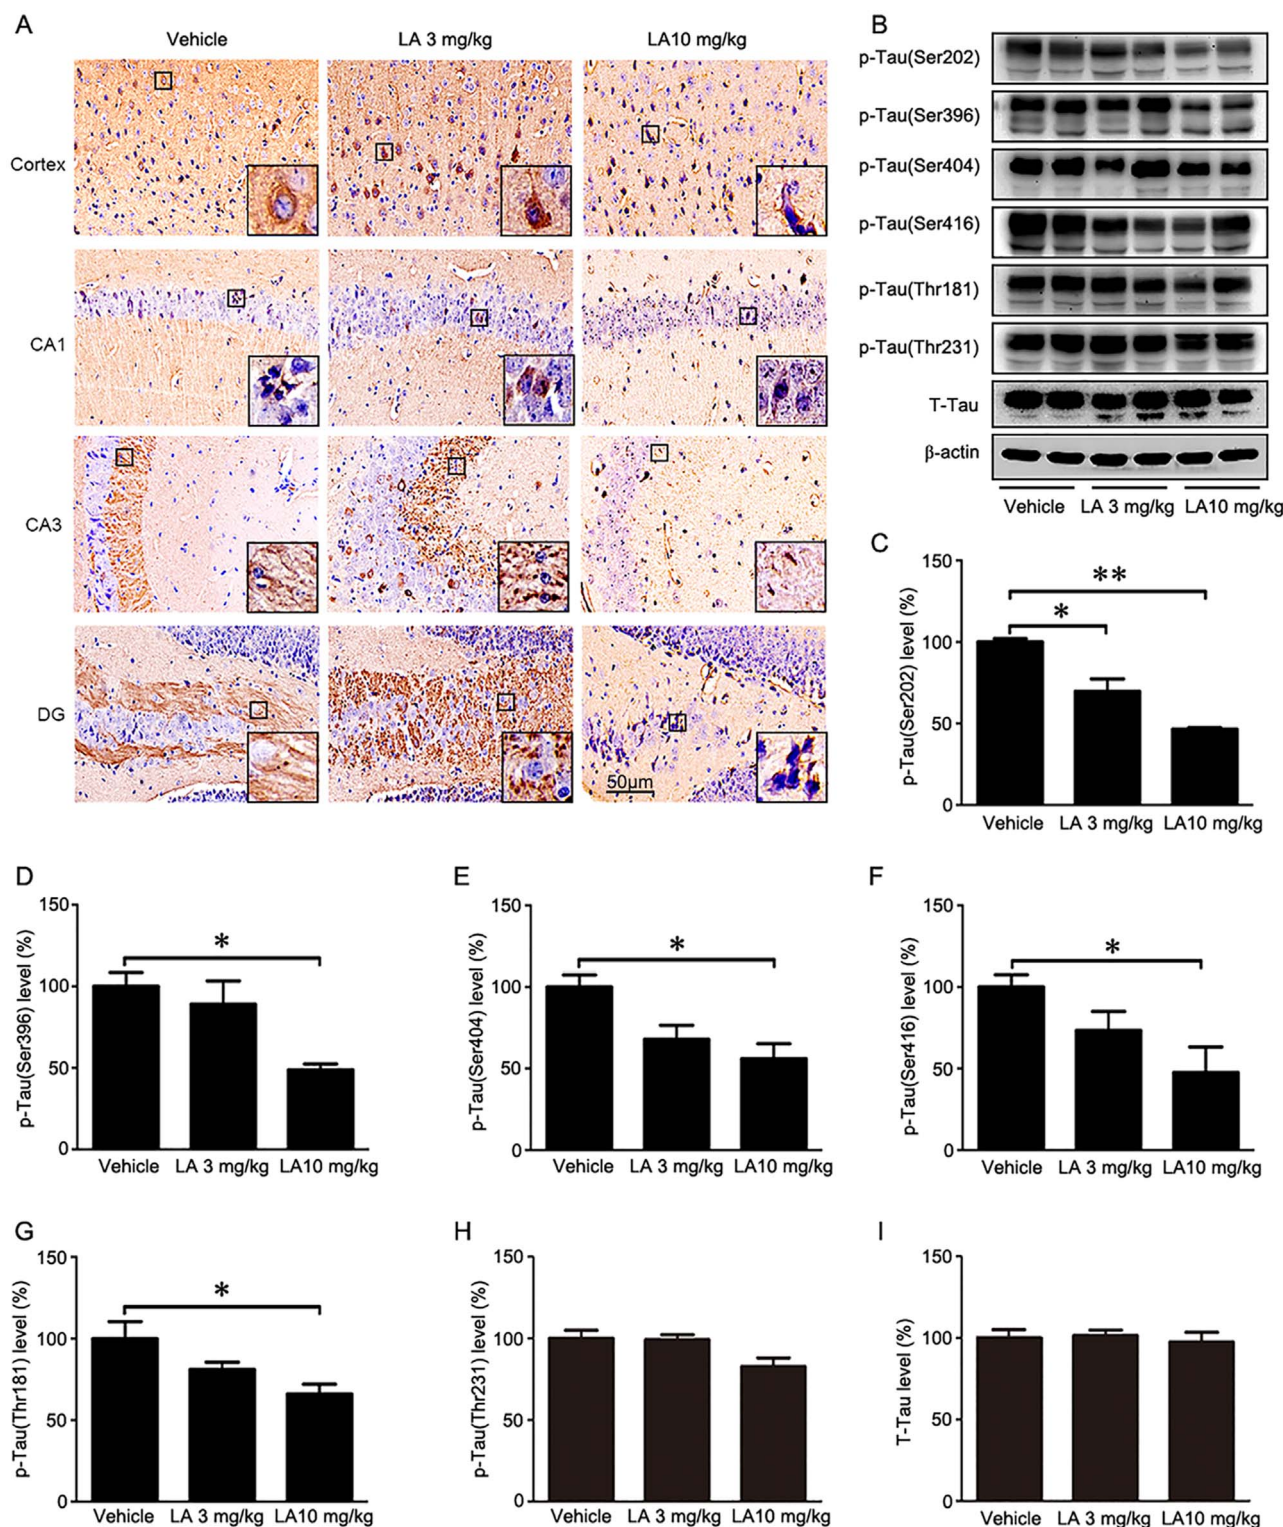 A
Vehicle
LA 3 mg/kg
LA10 mg/kg
Cortex
CA1
CA3
DG
50μm
B
p-Tau(Ser202)
p-Tau(Ser396)
p-Tau(Ser404)
p-Tau(Ser416)
p-Tau(Thr181)
p-Tau(Thr231)
T-Tau
β-actin
Vehicle LA 3 mg/kg LA10 mg/kg
C
p-Tau(Ser202) level (%)
150
100
50
0
**
*
Vehicle LA 3 mg/kg LA10 mg/kg
D
p-Tau(Ser396) level (%)
150
100
50
0
*
Vehicle LA 3 mg/kg LA10 mg/kg
E
p-Tau(Ser404) level (%)
150
100
50
0
*
Vehicle LA 3 mg/kg LA10 mg/kg
F
p-Tau(Ser416) level (%)
150
100
50
0
*
Vehicle LA 3 mg/kg LA10 mg/kg
G
p-Tau(Thr181) level (%)
150
100
50
0
*
Vehicle LA 3 mg/kg LA10 mg/kg
H
p-Tau(Thr231) level (%)
150
100
50
0
Vehicle LA 3 mg/kg LA10 mg/kg
I
T-Tau level (%)
150
100
50
0
Vehicle LA 3 mg/kg LA10 mg/kg